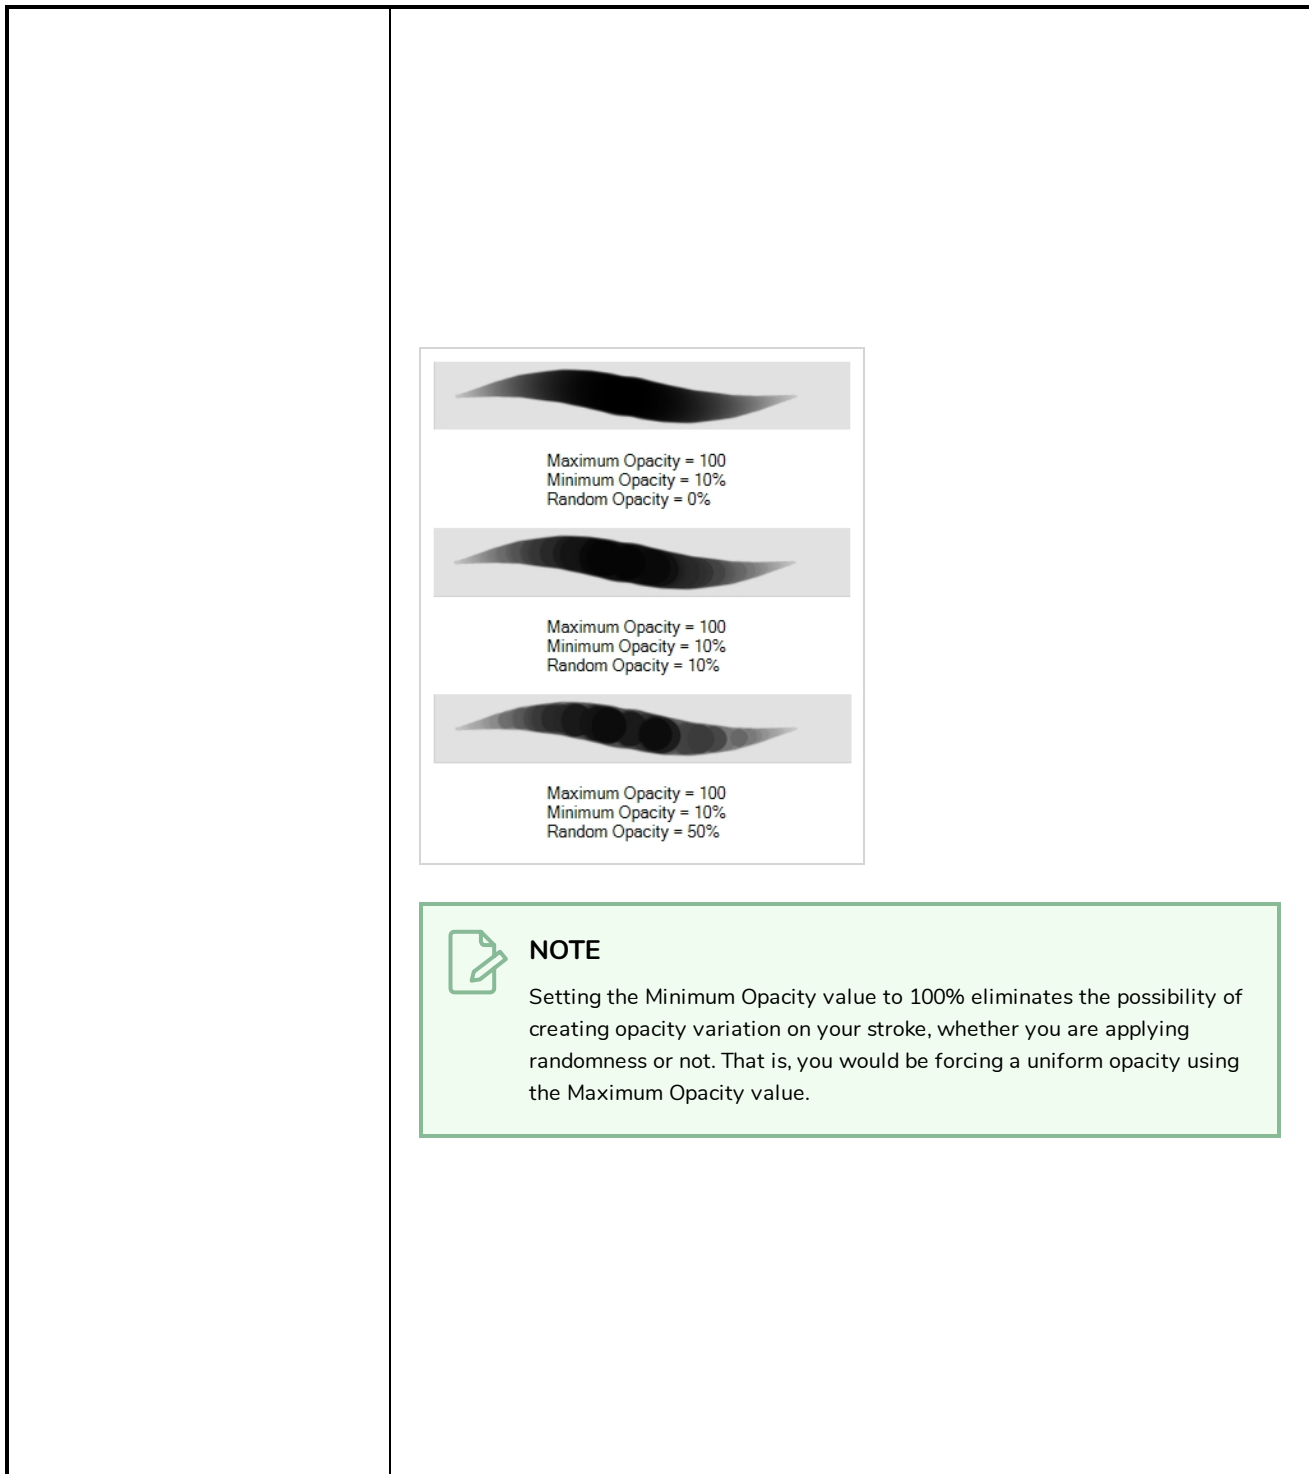 Maximum Opacity = 100
Minimum Opacity = 10%
Random Opacity = 0%
Maximum Opacity = 100
Minimum Opacity = 10%
Random Opacity = 10%
Maximum Opacity = 100
Minimum Opacity = 10%
Random Opacity = 50%
NOTE
Setting the Minimum Opacity value to 100% eliminates the possibility of
creating opacity variation on your stroke, whether you are applying
randomness or not. That is, you would be forcing a uniform opacity using
the Maximum Opacity value.